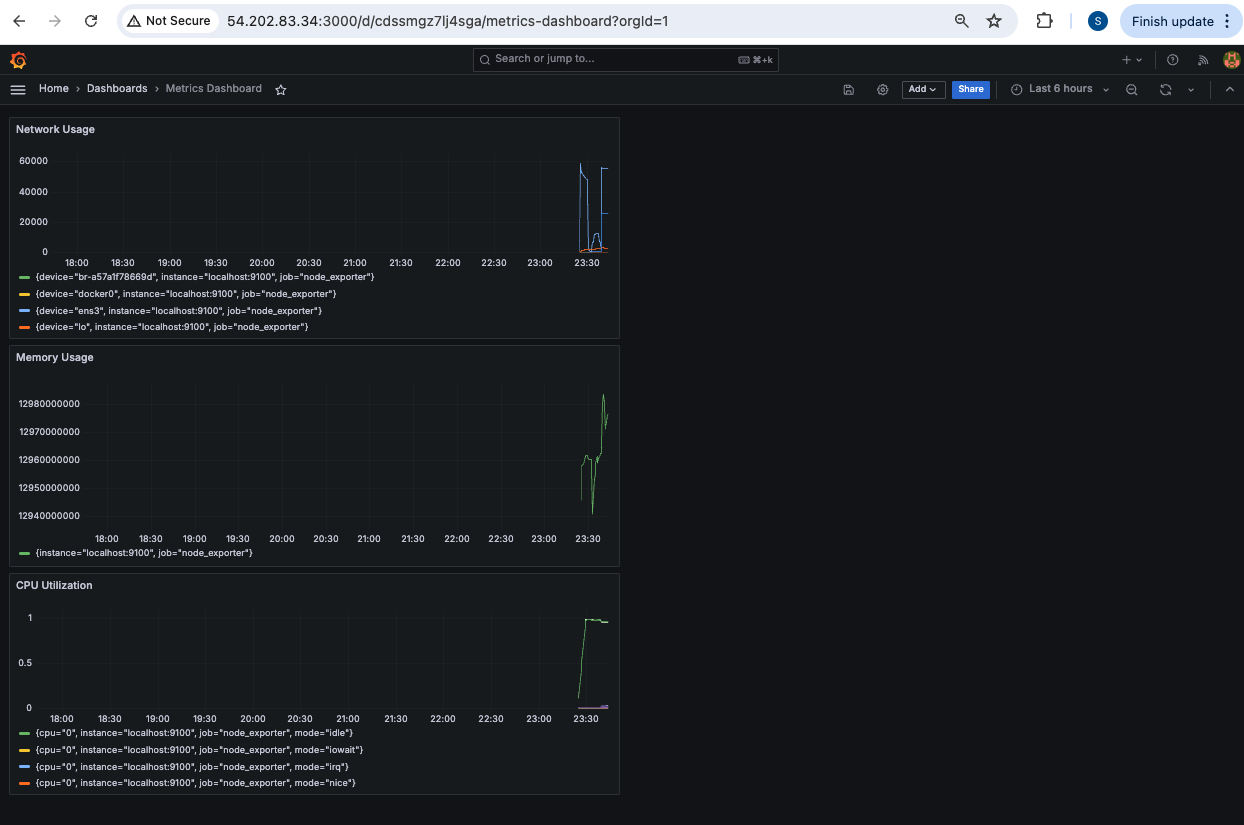 Not Secure 54.202.83.34:3000/d/cdssmgz7lj4sga/metrics-dashboard?orgId=1 S Finish update
Search or jump to... ⌘+k
Home › Dashboards › Metrics Dashboard Add Share Last 6 hours
Network Usage
60000
40000
20000
0
18:00 18:30 19:00 19:30 20:00 20:30 21:00 21:30 22:00 22:30 23:00 23:30
{device="br-a57a1f78669d", instance="localhost:9100", job="node_exporter"}
{device="docker0", instance="localhost:9100", job="node_exporter"}
{device="ens3", instance="localhost:9100", job="node_exporter"}
{device="lo", instance="localhost:9100", job="node_exporter"}
Memory Usage
12980000000
12970000000
12960000000
12950000000
12940000000
18:00 18:30 19:00 19:30 20:00 20:30 21:00 21:30 22:00 22:30 23:00 23:30
{instance="localhost:9100", job="node_exporter"}
CPU Utilization
1
0.5
0
18:00 18:30 19:00 19:30 20:00 20:30 21:00 21:30 22:00 22:30 23:00 23:30
{cpu="0", instance="localhost:9100", job="node_exporter", mode="idle"}
{cpu="0", instance="localhost:9100", job="node_exporter", mode="iowait"}
{cpu="0", instance="localhost:9100", job="node_exporter", mode="irq"}
{cpu="0", instance="localhost:9100", job="node_exporter", mode="nice"}